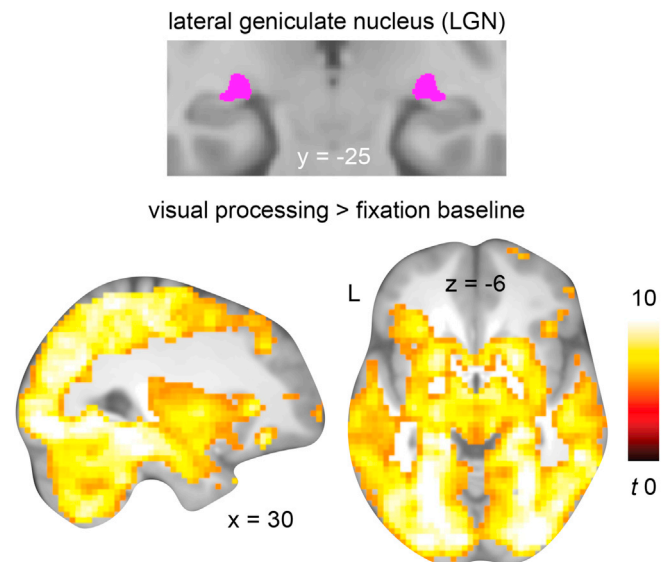 lateral geniculate nucleus (LGN)
y = -25
visual processing > fixation baseline
L
z = -6
10
x = 30
t 0